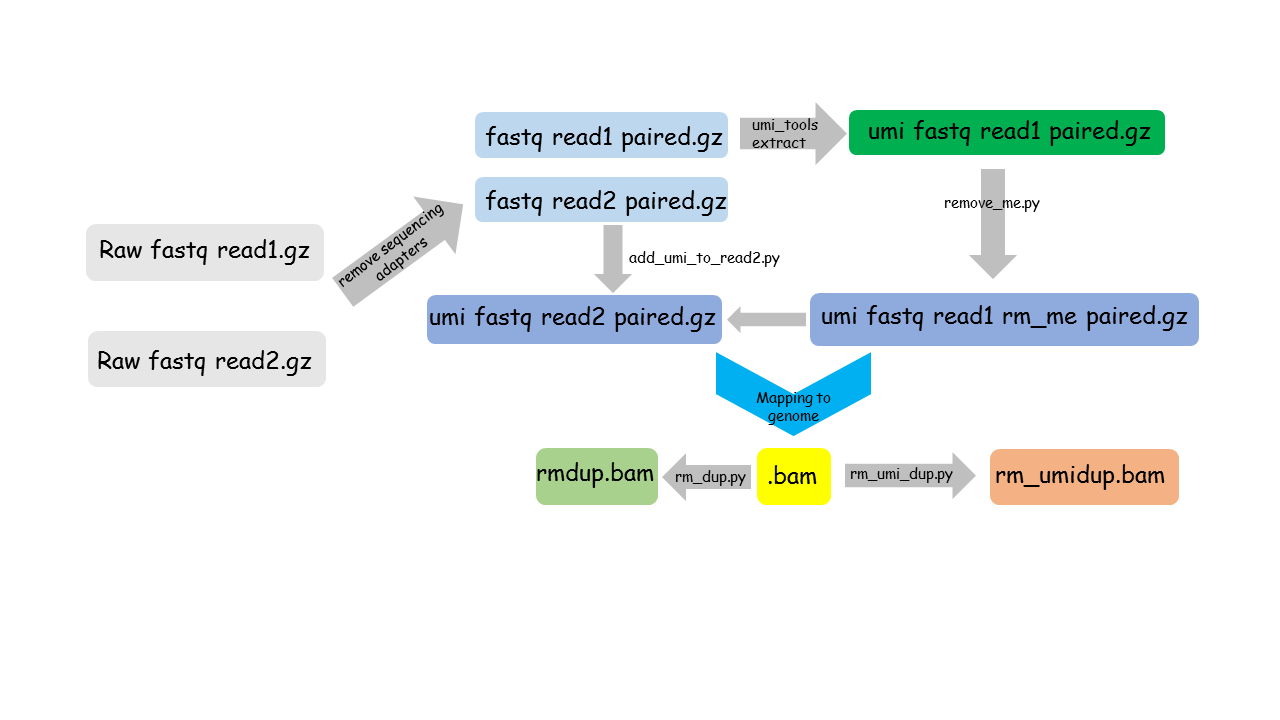 fastq read1 paired.gz
umi_tools
extract
umi fastq read1 paired.gz
fastq read2 paired.gz
remove_me.py
Raw fastq read1.gz
remove sequencing
adapters
add_umi_to_read2.py
umi fastq read2 paired.gz
umi fastq read1 rm_me paired.gz
Raw fastq read2.gz
Mapping to
genome
rmdup.bam
rm_dup.py
.bam
rm_umi_dup.py
rm_umidup.bam